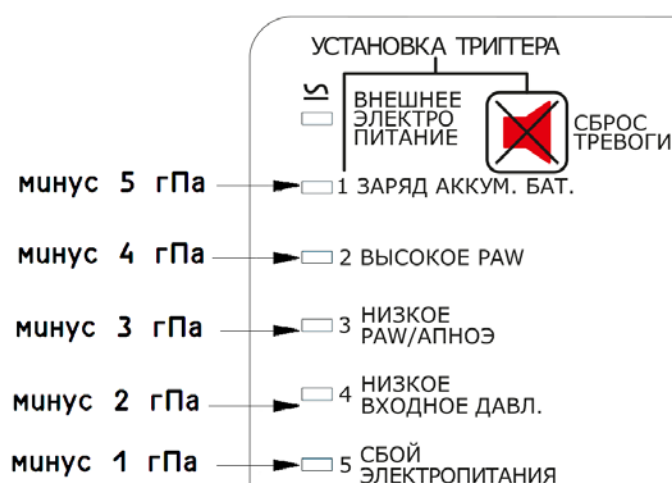 УСТАНОВКА ТРИГГЕРА
ВНЕШНЕЕ
ЭЛЕКТРО
ПИТАНИЕ
СБРОС
ТРЕВОГИ
минус 5 гПа
1 ЗАРЯД АККУМ. БАТ.
минус 4 гПа
2 ВЫСОКОЕ PAW
минус 3 гПа
3 НИЗКОЕ
PAW/АПНОЭ
минус 2 гПа
4 НИЗКОЕ
ВХОДНОЕ ДАВЛ.
минус 1 гПа
5 СБОЙ
ЭЛЕКТРОПИТАНИЯ